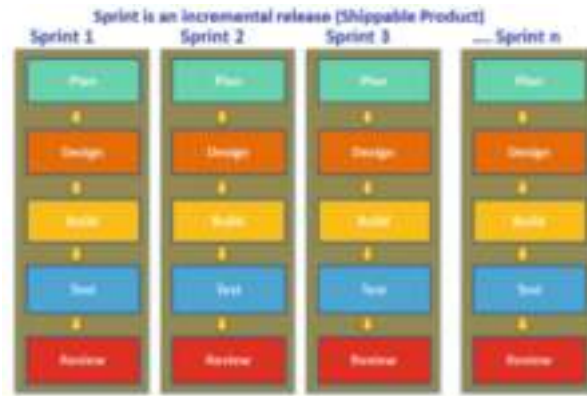 Sprint is an incremental release (Shippable Product)
Sprint 1 Sprint 2 Sprint 3 .... Sprint n
Plan Plan Plan Plan
Design Design Design Design
Build Build Build Build
Test Test Test Test
Review Review Review Review